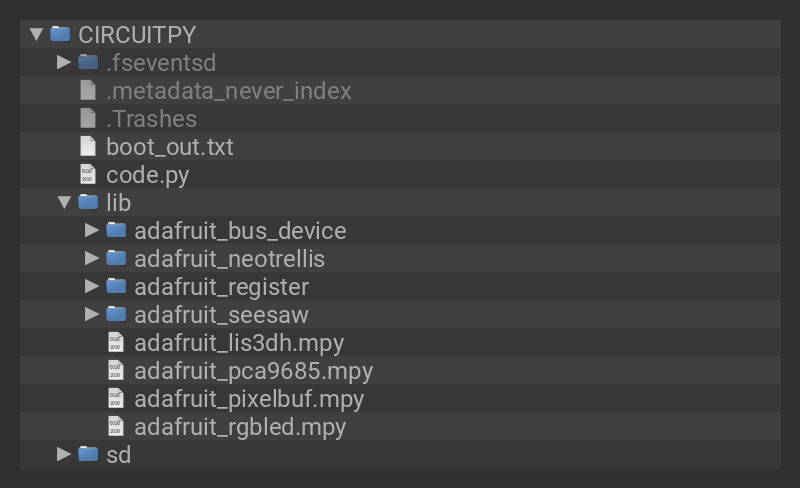 CIRCUITPY
.fseventsd
.metadata_never_index
.Trashes
boot_out.txt
code.py
lib
adafruit_bus_device
adafruit_neotrellis
adafruit_register
adafruit_seesaw
adafruit_lis3dh.mpy
adafruit_pca9685.mpy
adafruit_pixelbuf.mpy
adafruit_rgbled.mpy
sd